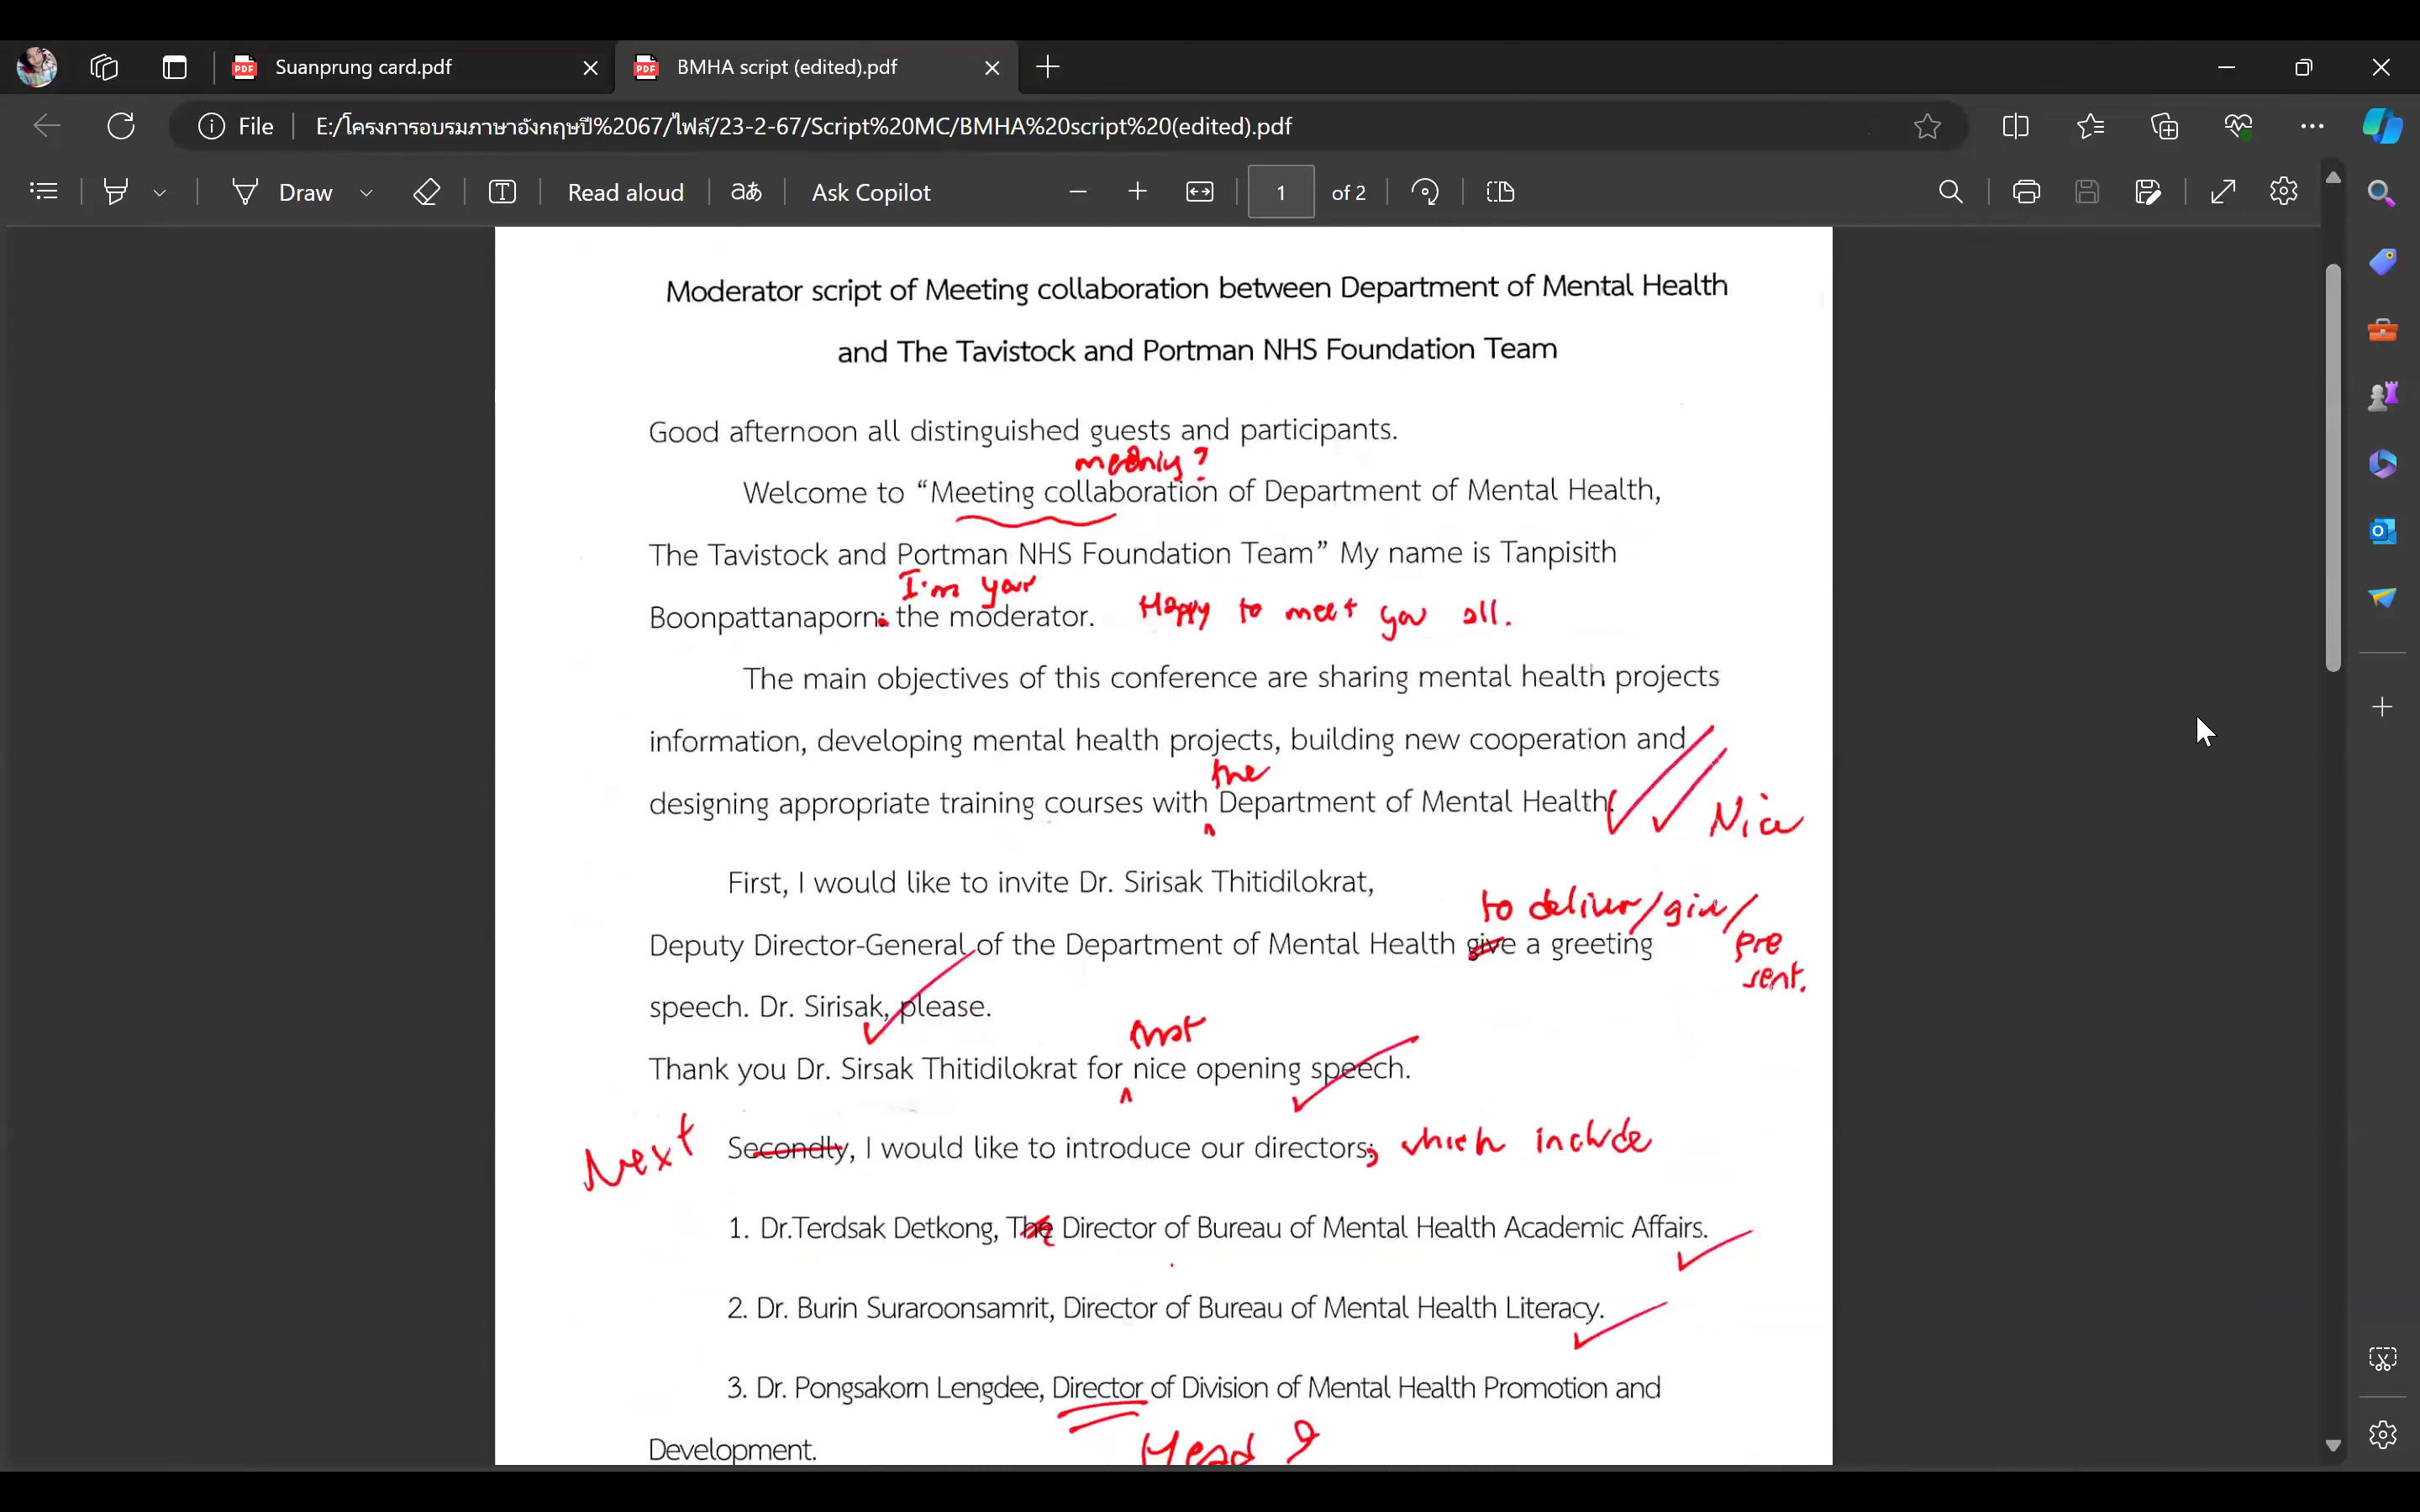 Suanprung card.pdf
BMHA script (edited).pdf
File
E:/โครงการอบรมภาษาอังกฤษปี%2067/ไฟล์/23-2-67/Script%20MC/BMHA%20script%20(edited).pdf
Draw
Read aloud
aあ
Ask Copilot
1 of 2
Moderator script of Meeting collaboration between Department of Mental Health
and The Tavistock and Portman NHS Foundation Team
Good afternoon all distinguished guests and participants.
Welcome to “Meeting collaboration of Department of Mental Health,
The Tavistock and Portman NHS Foundation Team” My name is Tanpisith
I'm your
Boonpattanaporn. the moderator. Happy to meet you all.
The main objectives of this conference are sharing mental health projects
information, developing mental health projects, building new cooperation and
the
designing appropriate training courses with Department of Mental Health. Nice
First, I would like to invite Dr. Sirisak Thitidilokrat,
to deliver/give/
present.
Deputy Director-General of the Department of Mental Health give a greeting
speech. Dr. Sirisak, please.
Thank you Dr. Sirsak Thitidilokrat for nice opening speech.
Next Secondly, I would like to introduce our directors; which include
1. Dr.Terdsak Detkong, The Director of Bureau of Mental Health Academic Affairs.
2. Dr. Burin Suraroonsamrit, Director of Bureau of Mental Health Literacy.
3. Dr. Pongsakorn Lengdee, Director of Division of Mental Health Promotion and
Development.
Head ?